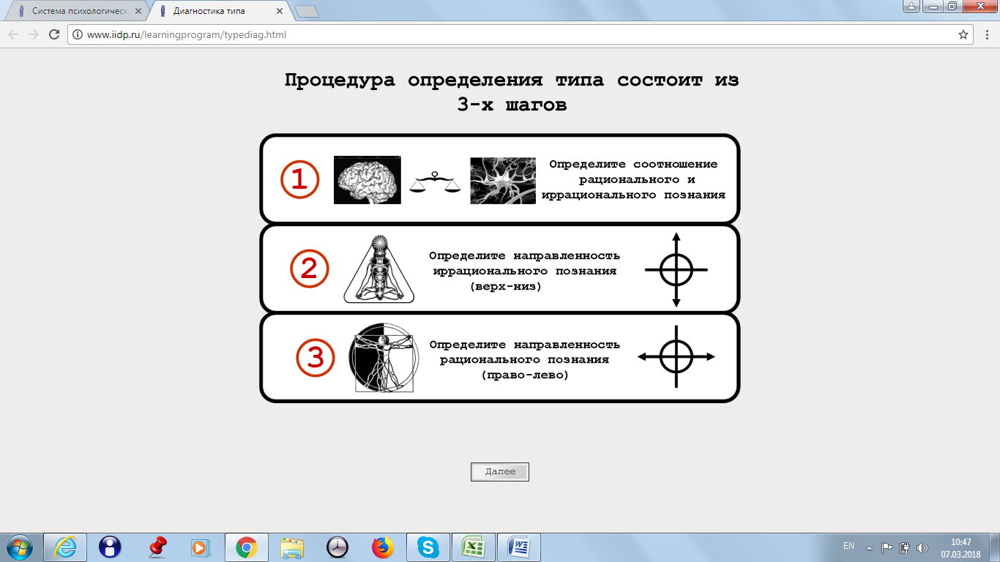 Система психологическ
Диагностика типа
www.iidp.ru/learningprogram/typediag.html
Процедура определения типа состоит из
3-х шагов
1
Определите соотношение
рационального и
иррационального познания
2
Определите направленность
иррационального познания
(верх-низ)
3
Определите направленность
рационального познания
(право-лево)
Далее
EN
10:47
07.03.2018